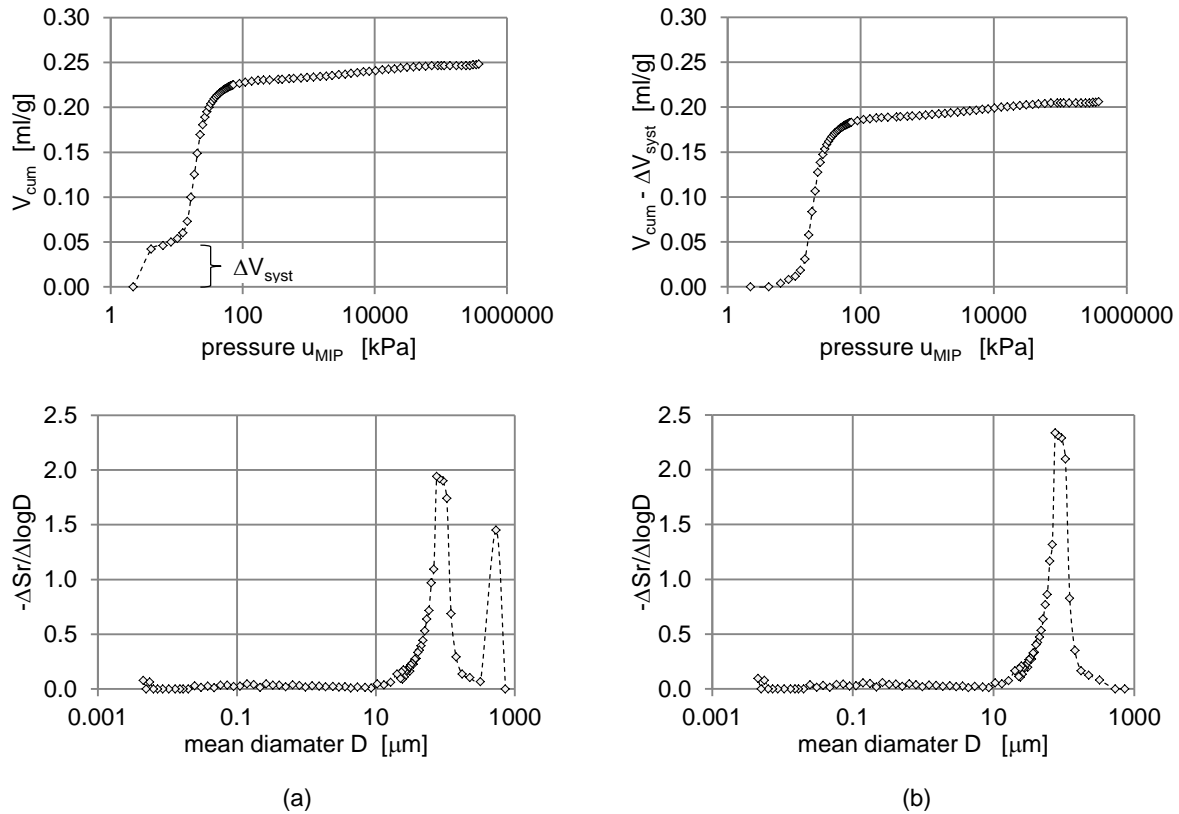 0.30
0.25
0.20
0.15
0.10
0.05
0.00
V_cum [ml/g]
ΔV_syst
1 100 10000 1000000
pressure u_MIP [kPa]
0.30
0.25
0.20
0.15
0.10
0.05
0.00
V_cum - ΔV_syst [ml/g]
1 100 10000 1000000
pressure u_MIP [kPa]
2.5
2.0
1.5
1.0
0.5
0.0
-ΔSr/ΔlogD
0.001 0.1 10 1000
mean diamater D [μm]
(a)
2.5
2.0
1.5
1.0
0.5
0.0
-ΔSr/ΔlogD
0.001 0.1 10 1000
mean diamater D [μm]
(b)